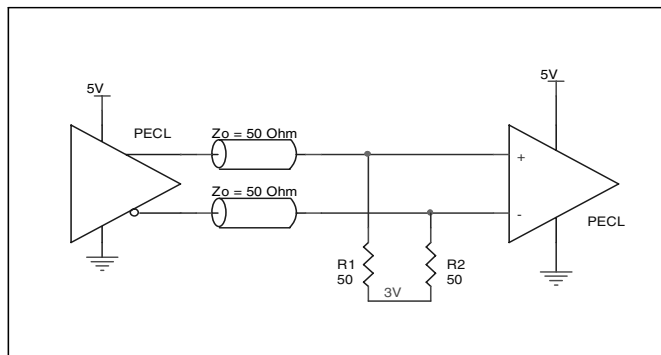 5V
PECL
Zo = 50 Ohm
Zo = 50 Ohm
5V
+
-
PECL
R1
50
R2
50
3V